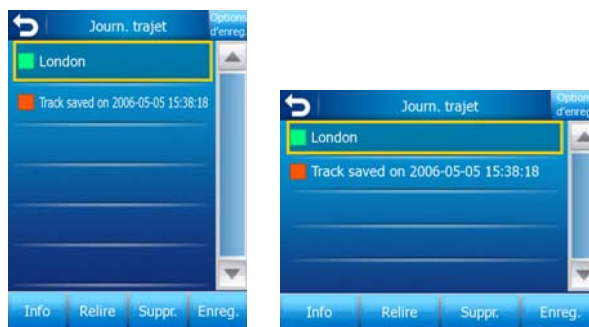 Journ. trajet
Options
d'enreg.
London
Track saved on 2006-05-05 15:38:18
Info
Relire
Suppr.
Enreg.
Journ. trajet
Option
d'enreg
London
Track saved on 2006-05-05 15:38:18
Info
Relire
Suppr.
Enreg.